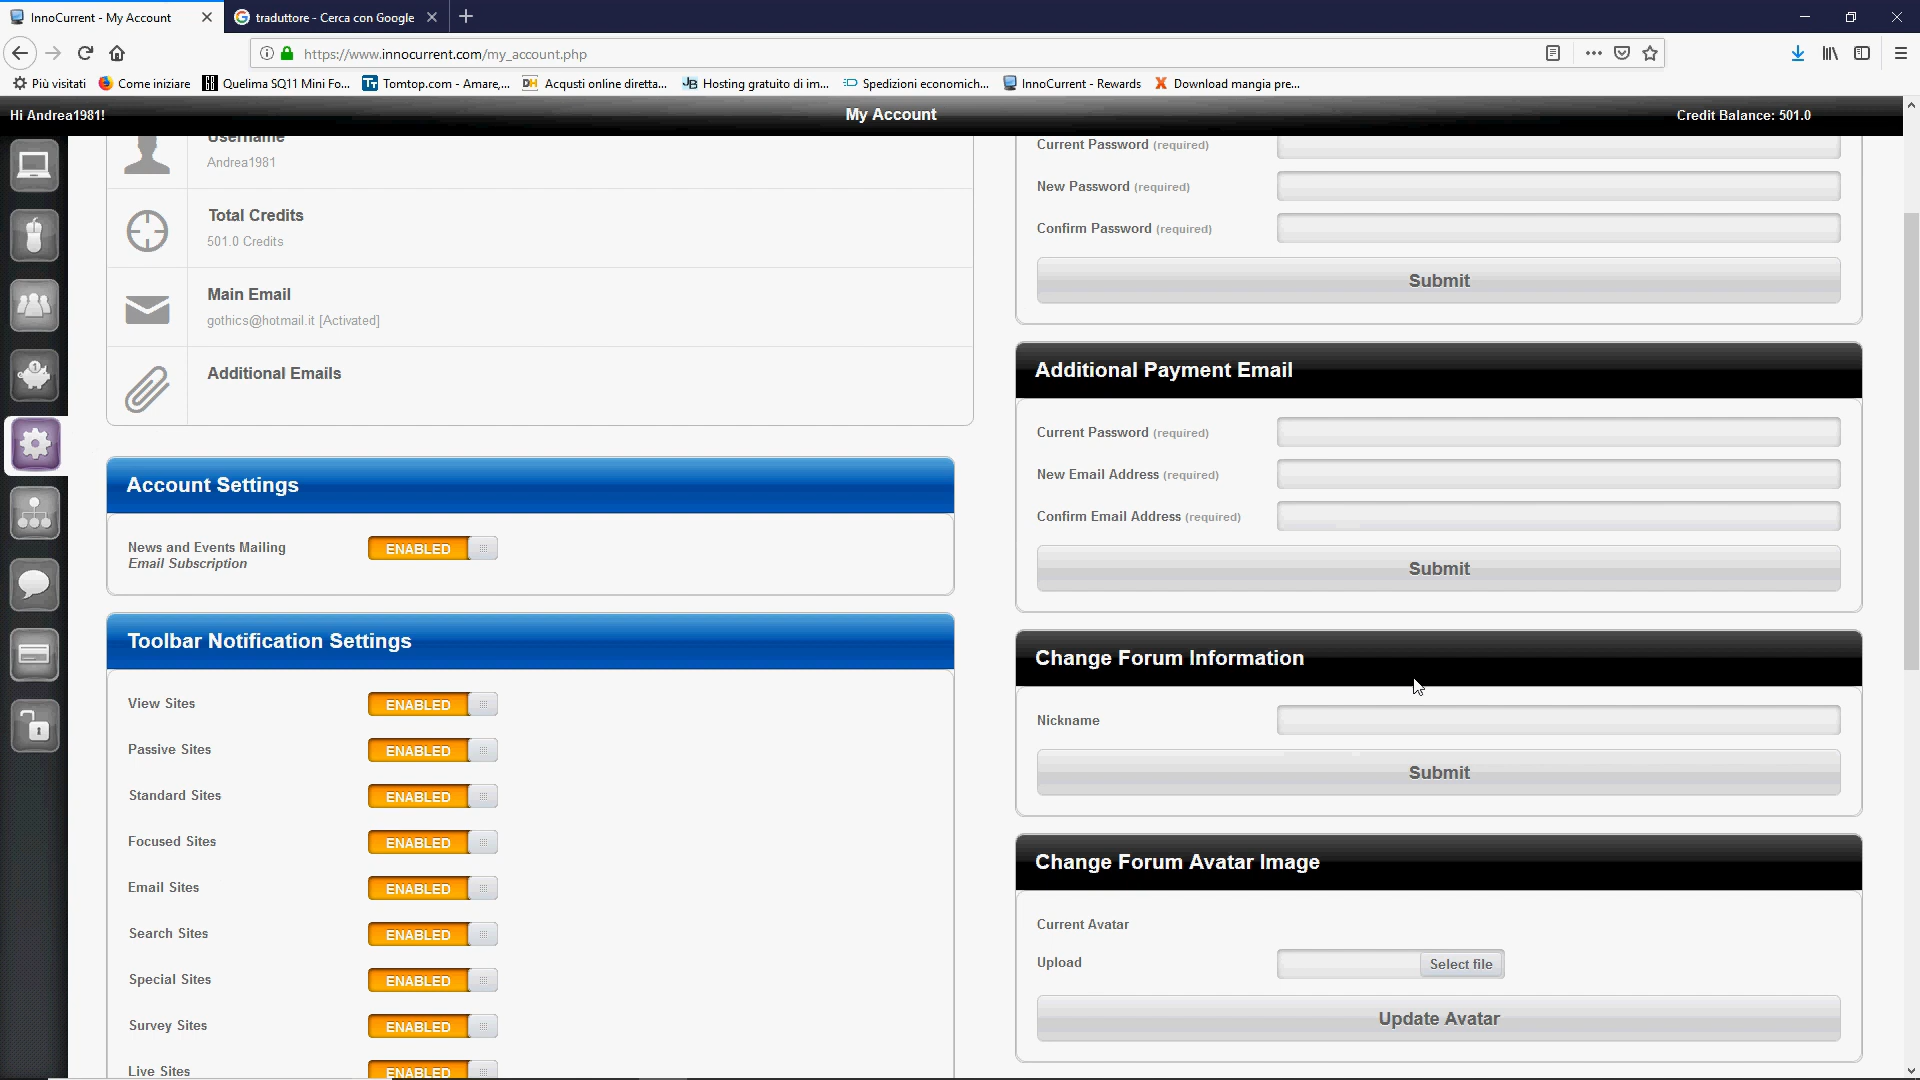 InnoCurrent - My Account
traduttore - Cerca con Google
https://www.innocurrent.com/my_account.php
Più visitati
Come iniziare
Quelima SQ11 Mini Fo...
Tomtop.com - Amare,...
Acqusti online diretta...
Hosting gratuito di im...
Spedizioni economich...
InnoCurrent - Rewards
Download mangia pre...
Hi Andrea1981!
My Account
Credit Balance: 501.0
Username
Andrea1981
Total Credits
501.0 Credits
Main Email
gothics@hotmail.it [Activated]
Additional Emails
Account Settings
News and Events Mailing
Email Subscription
ENABLED
Toolbar Notification Settings
View Sites
ENABLED
Passive Sites
ENABLED
Standard Sites
ENABLED
Focused Sites
ENABLED
Email Sites
ENABLED
Search Sites
ENABLED
Special Sites
ENABLED
Survey Sites
ENABLED
Live Sites
ENABLED
Current Password (required)
New Password (required)
Confirm Password (required)
Submit
Additional Payment Email
Current Password (required)
New Email Address (required)
Confirm Email Address (required)
Submit
Change Forum Information
Nickname
Submit
Change Forum Avatar Image
Current Avatar
Upload
Select file
Update Avatar